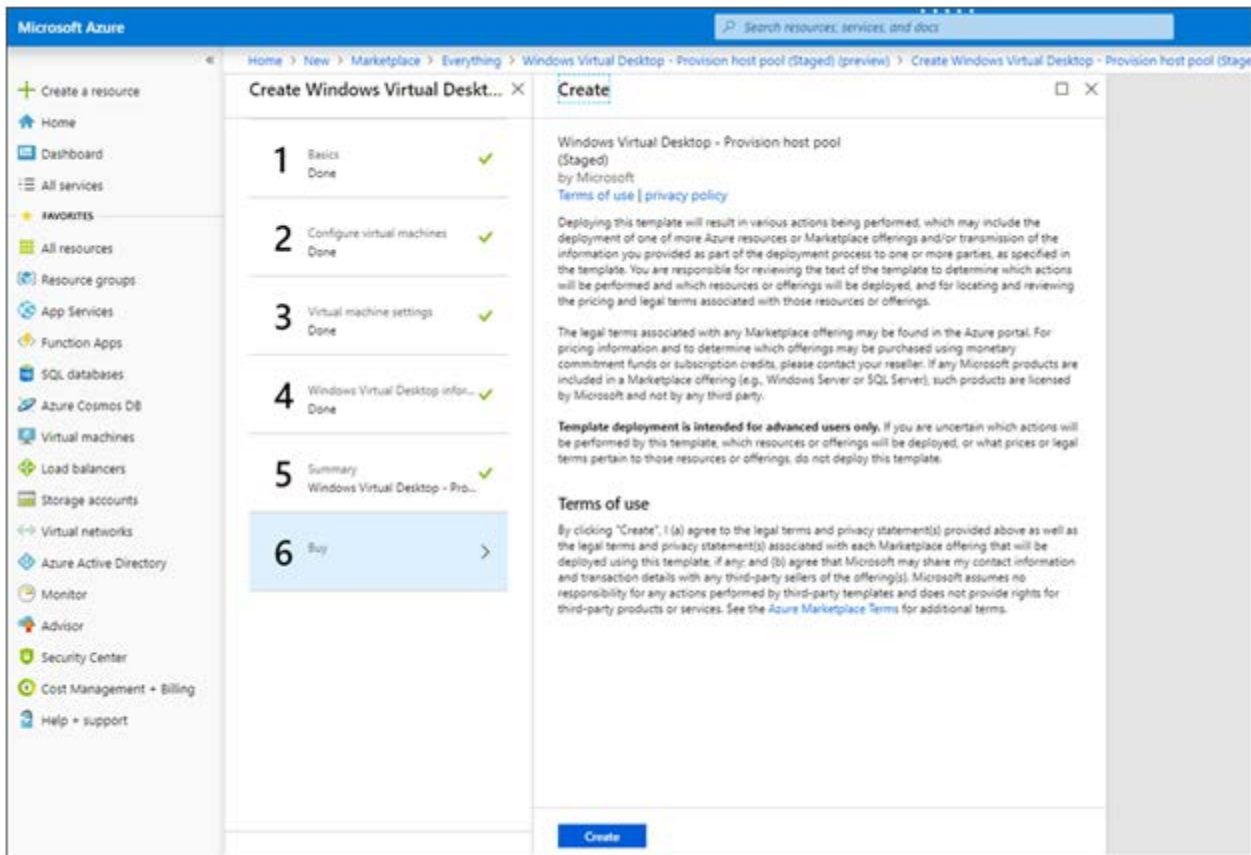 Microsoft Azure
Search resources, services, and docs
Home > New > Marketplace > Everything > Windows Virtual Desktop - Provision host pool (Staged) (preview) > Create Windows Virtual Desktop - Provision host pool (Stage
Create a resource
Home
Dashboard
All services
FAVORITES
All resources
Resource groups
App Services
Function Apps
SQL databases
Azure Cosmos DB
Virtual machines
Load balancers
Storage accounts
Virtual networks
Azure Active Directory
Monitor
Advisor
Security Center
Cost Management + Billing
Help + support
Create Windows Virtual Deskt...
1 Basics
Done
2 Configure virtual machines
Done
3 Virtual machine settings
Done
4 Windows Virtual Desktop infor...
Done
5 Summary
Windows Virtual Desktop - Pro...
6 Buy
Create
Windows Virtual Desktop - Provision host pool
(Staged)
by Microsoft
Terms of use | privacy policy
Deploying this template will result in various actions being performed, which may include the
deployment of one of more Azure resources or Marketplace offerings and/or transmission of the
information you provided as part of the deployment process to one or more parties, as specified in
the template. You are responsible for reviewing the text of the template to determine which actions
will be performed and which resources or offerings will be deployed, and for locating and reviewing
the pricing and legal terms associated with those resources or offerings.
The legal terms associated with any Marketplace offering may be found in the Azure portal. For
pricing information and to determine which offerings may be purchased using monetary
commitment funds or subscription credits, please contact your reseller. If any Microsoft products are
included in a Marketplace offering (e.g., Windows Server or SQL Server), such products are licensed
by Microsoft and not by any third party.
Template deployment is intended for advanced users only. If you are uncertain which actions will
be performed by this template, which resources or offerings will be deployed, or what prices or legal
terms pertain to those resources or offerings, do not deploy this template.
Terms of use
By clicking "Create", I (a) agree to the legal terms and privacy statement(s) provided above as well as
the legal terms and privacy statement(s) associated with each Marketplace offering that will be
deployed using this template, if any; and (b) agree that Microsoft may share my contact information
and transaction details with any third-party sellers of the offering(s). Microsoft assumes no
responsibility for any actions performed by third-party templates and does not provide rights for
third-party products or services. See the Azure Marketplace Terms for additional terms.
Create